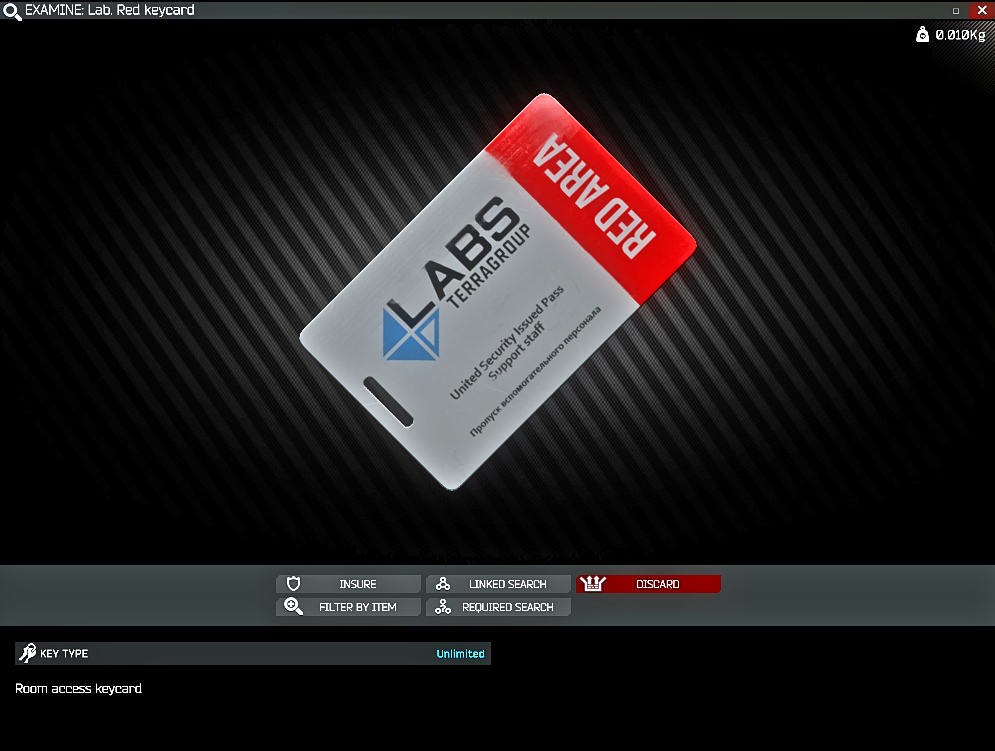 EXAMINE: Lab. Red keycard
0.010Kg
RED AREA
LABS
TERRAGROUP
United Security Issued Pass
Support staff
Пропуск вспомогательного персонала
INSURE
LINKED SEARCH
DISCARD
FILTER BY ITEM
REQUIRED SEARCH
KEY TYPE
Unlimited
Room access keycard